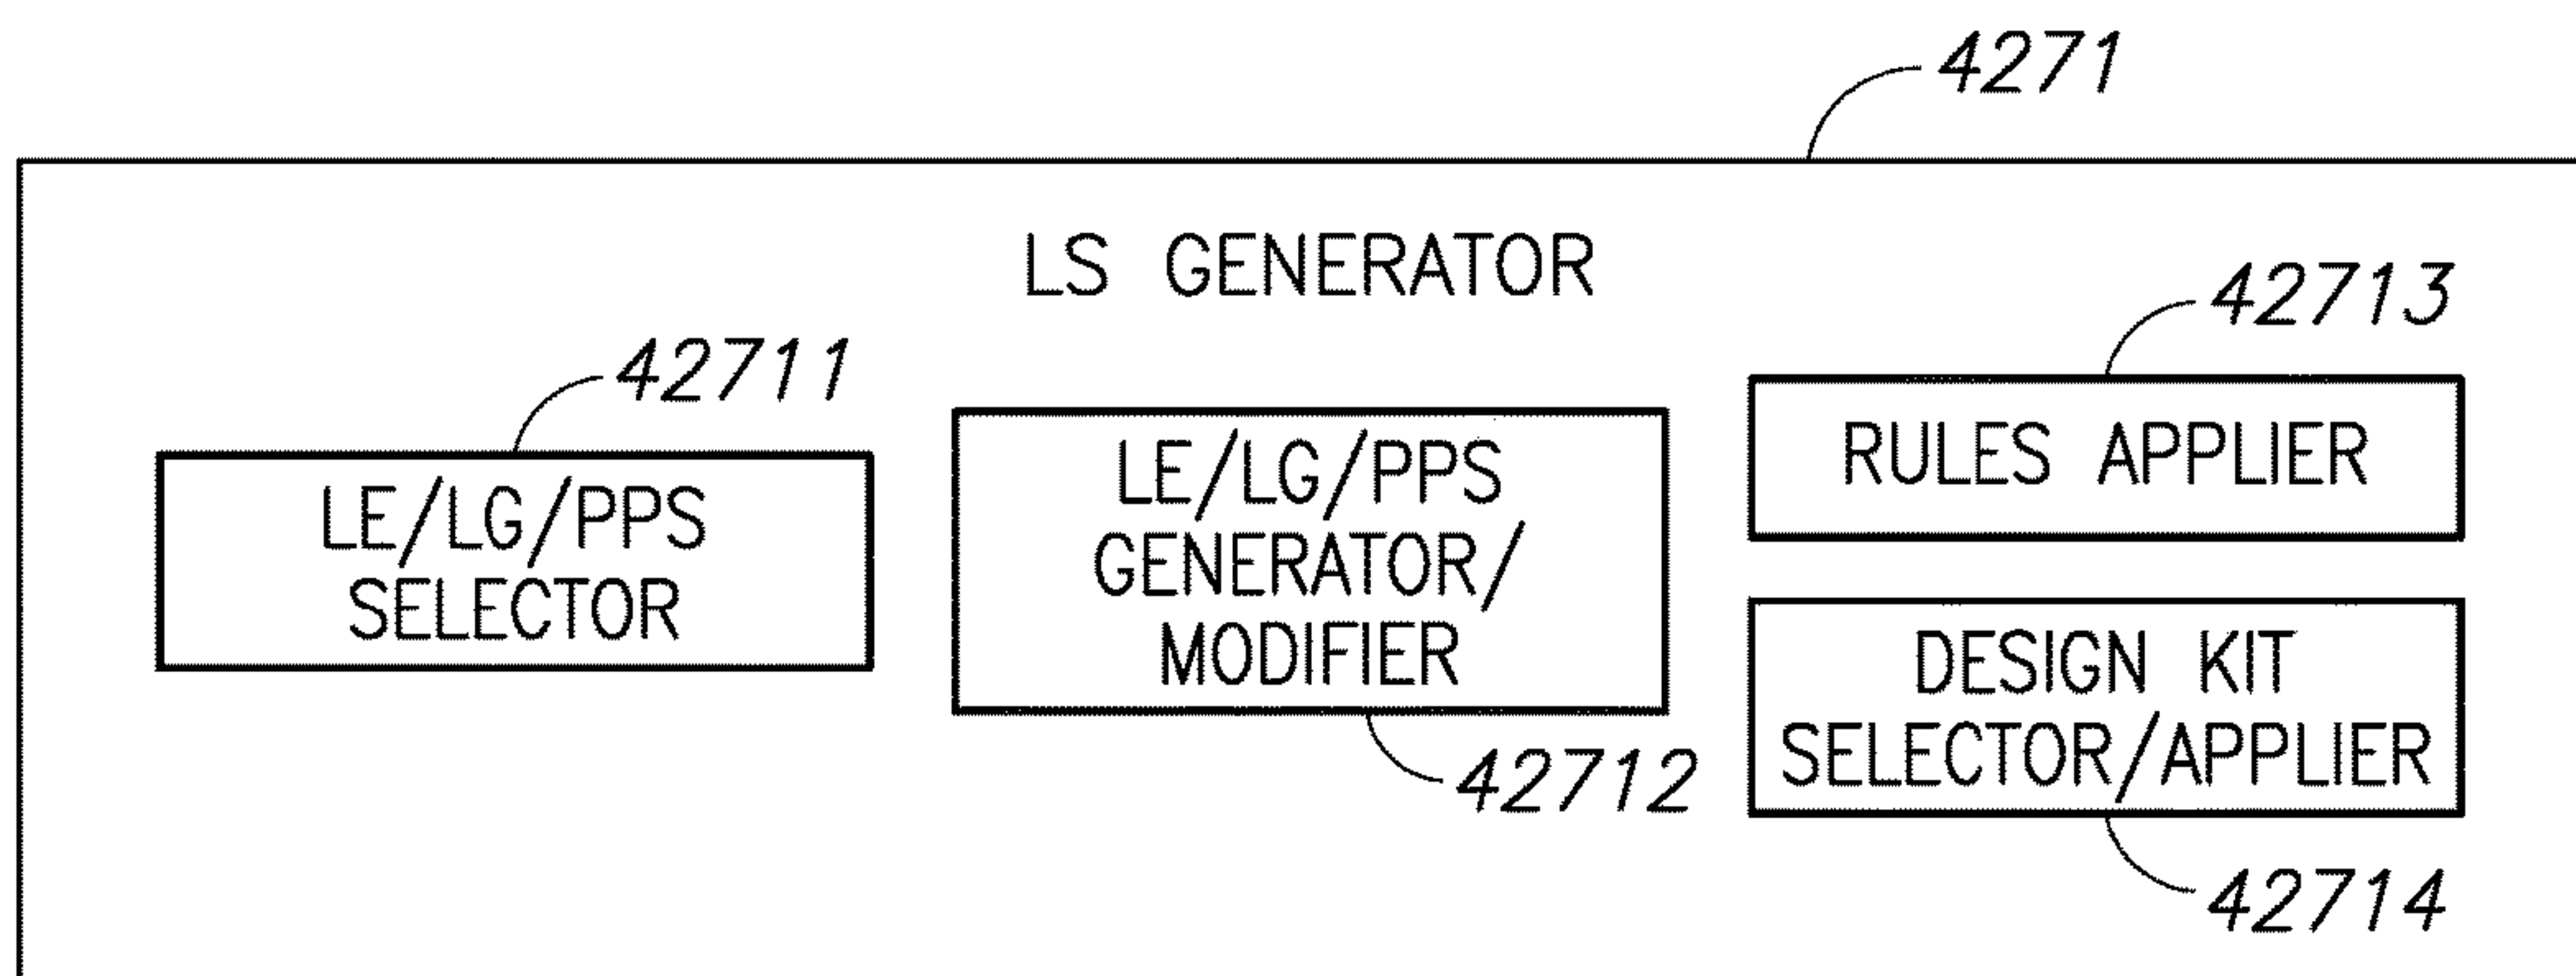 4271
LS GENERATOR
42711
LE/LG/PPS
SELECTOR
LE/LG/PPS
GENERATOR/
MODIFIER
42712
42713
RULES APPLIER
DESIGN KIT
SELECTOR/APPLIER
42714